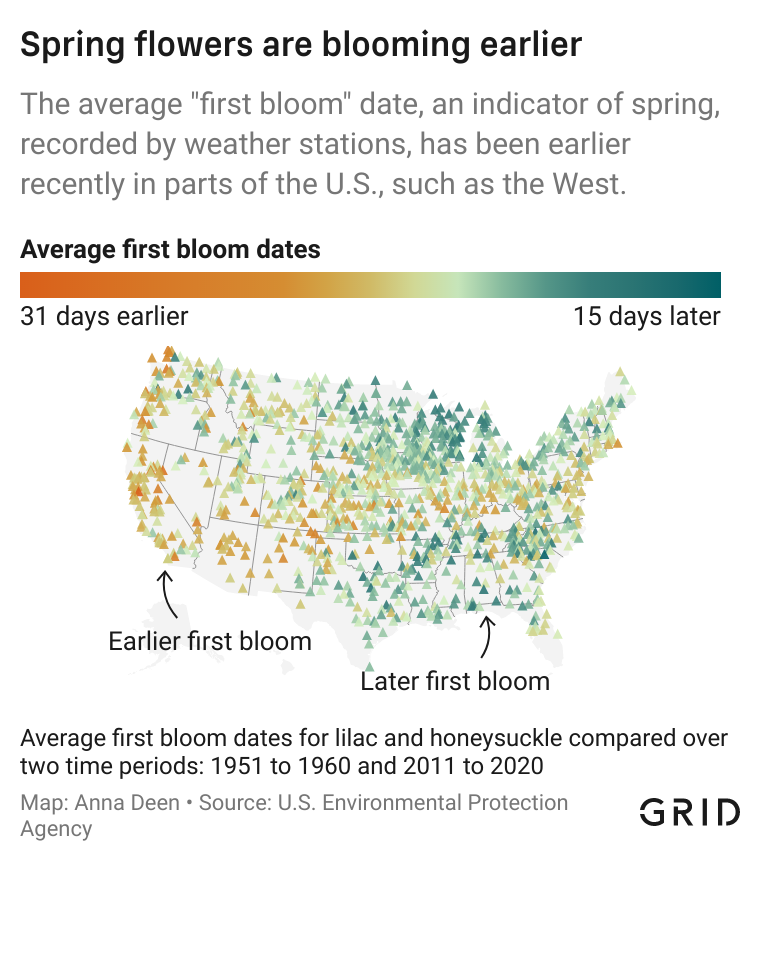 Spring flowers are blooming earlier
The average "first bloom" date, an indicator of spring,
recorded by weather stations, has been earlier
recently in parts of the U.S., such as the West.
Average first bloom dates
31 days earlier
15 days later
Earlier first bloom
Later first bloom
Average first bloom dates for lilac and honeysuckle compared over
two time periods: 1951 to 1960 and 2011 to 2020
Map: Anna Deen • Source: U.S. Environmental Protection
Agency
GRID